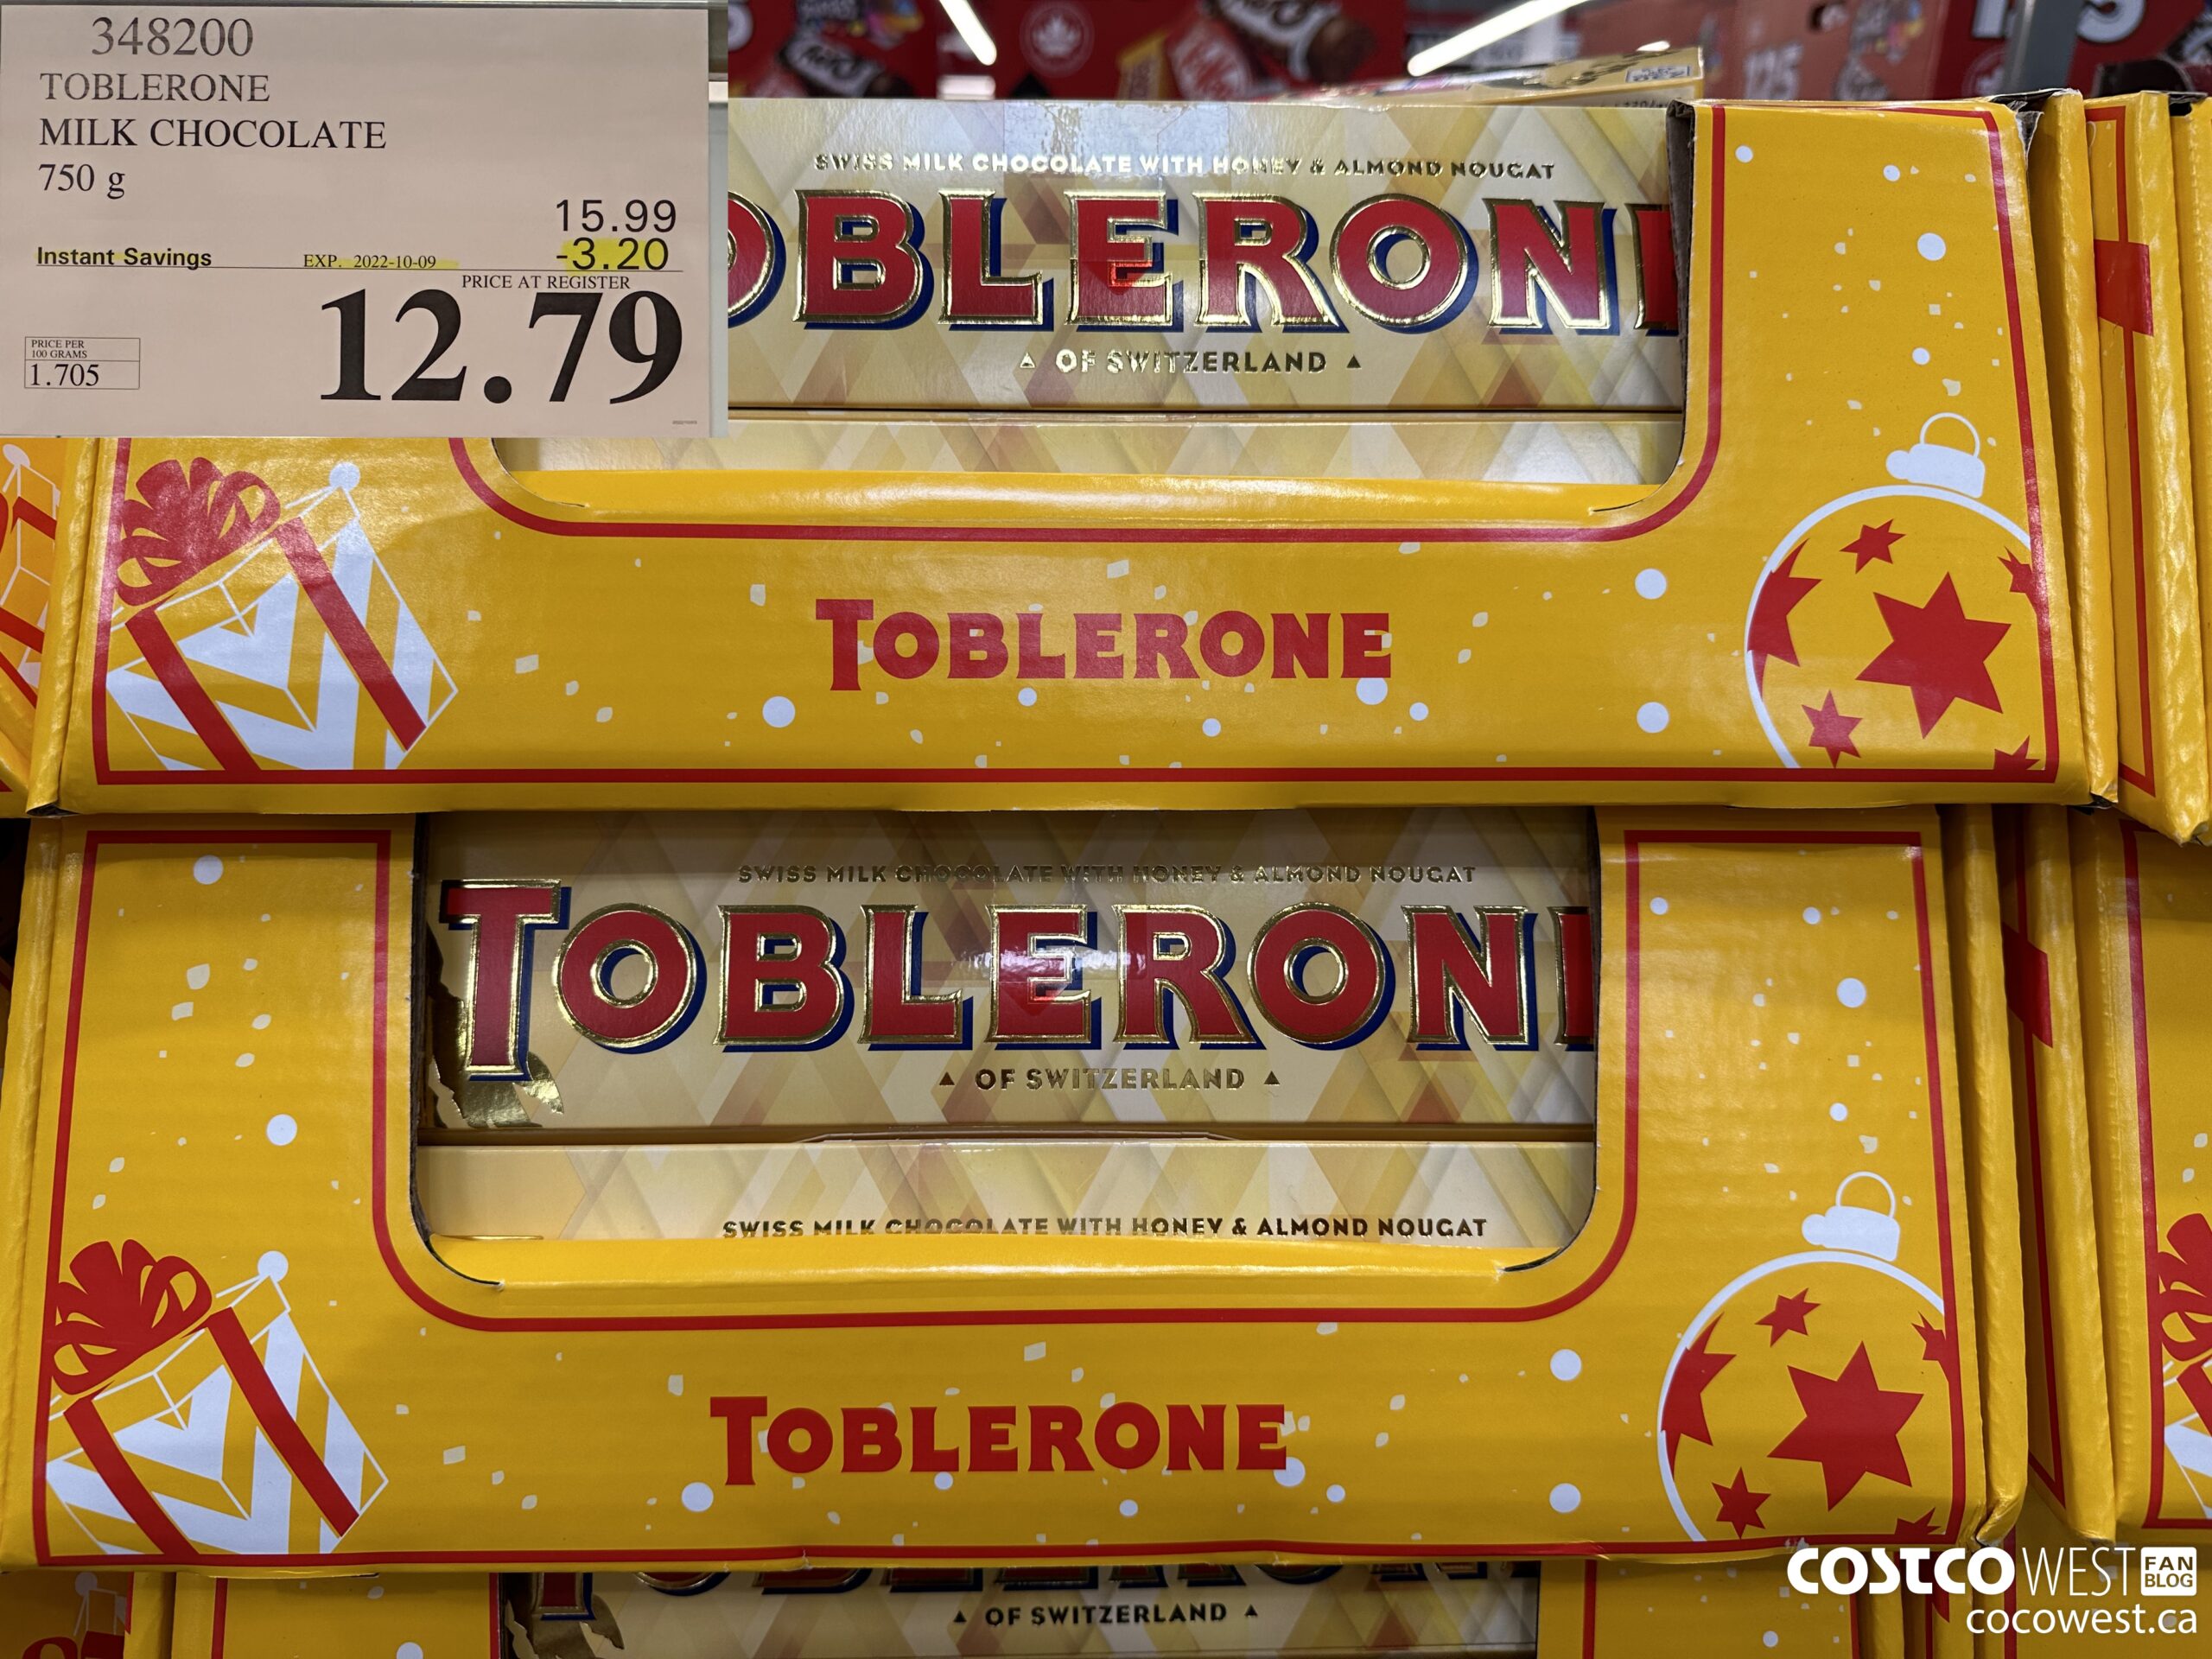 348200
TOBLERONE
MILK CHOCOLATE
750 g
15.99
Instant Savings EXP. 2022-10-09 -3.20
PRICE AT REGISTER
12.79
PRICE PER
100 GRAMS
1.705
SWISS MILK CHOCOLATE WITH HONEY & ALMOND NOUGAT
OBLERON
OF SWITZERLAND
TOBLERONE
SWISS MILK CHOCOLATE WITH HONEY & ALMOND NOUGAT
TOBLERON
OF SWITZERLAND
SWISS MILK CHOCOLATE WITH HONEY & ALMOND NOUGAT
TOBLERONE
OF SWITZERLAND
COSTCO WEST FAN BLOG
cocowest.ca